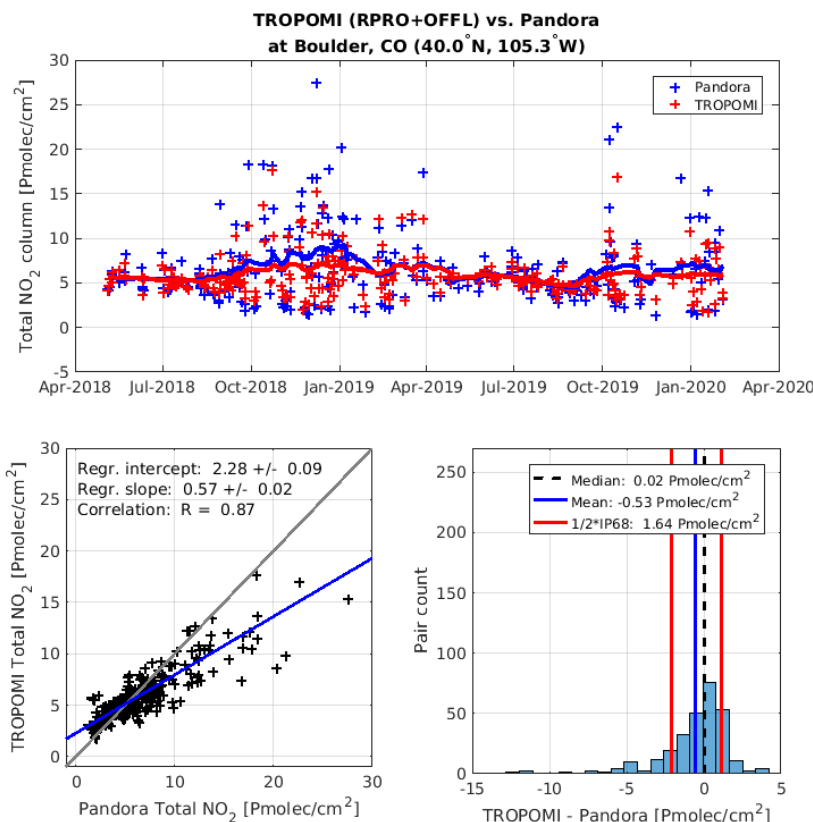 TROPOMI (RPRO+OFFL) vs. Pandora
at Boulder, CO (40.0°N, 105.3°W)
Total NO2 column [Pmolec/cm2]
30
25
20
15
10
5
0
-5
Pandora
TROPOMI
Apr-2018 Jul-2018 Oct-2018 Jan-2019 Apr-2019 Jul-2019 Oct-2019 Jan-2020 Apr-2020
TROPOMI Total NO2 [Pmolec/cm2]
30
25
20
15
10
5
0
Regr. intercept: 2.28 +/- 0.09
Regr. slope: 0.57 +/- 0.02
Correlation: R = 0.87
0 10 20 30
Pandora Total NO2 [Pmolec/cm2]
Pair count
250
200
150
100
50
0
Median: 0.02 Pmolec/cm2
Mean: -0.53 Pmolec/cm2
1/2*IP68: 1.64 Pmolec/cm2
-15 -10 -5 0 5
TROPOMI - Pandora [Pmolec/cm2]